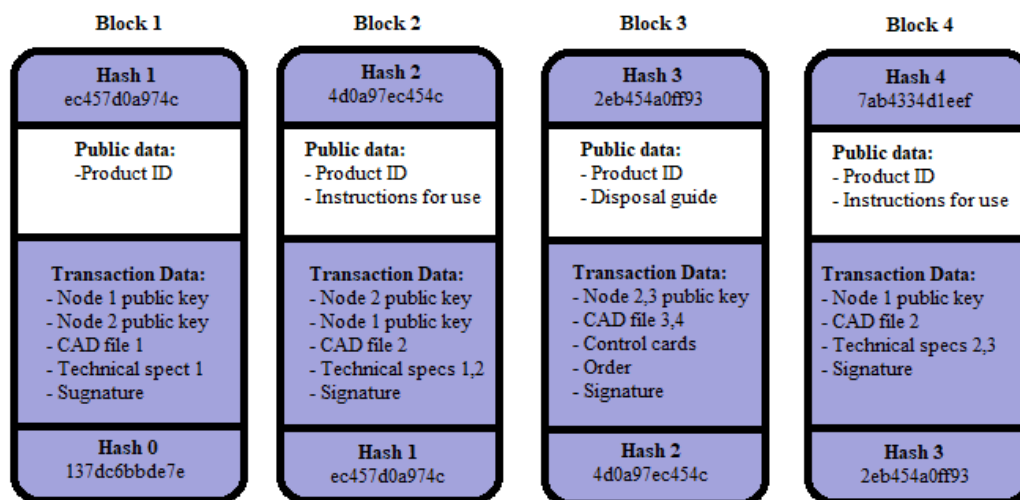 Block 1
Hash 1
ec457d0a974c
Public data:
-Product ID
Transaction Data:
- Node 1 public key
- Node 2 public key
- CAD file 1
- Technical spect 1
- Sugnature
Hash 0
137dc6bbde7e
Block 2
Hash 2
4d0a97ec454c
Public data:
- Product ID
- Instructions for use
Transaction Data:
- Node 2 public key
- Node 1 public key
- CAD file 2
- Technical specs 1,2
- Signature
Hash 1
ec457d0a974c
Block 3
Hash 3
2eb454a0ff93
Public data:
- Product ID
- Disposal guide
Transaction Data:
- Node 2,3 public key
- CAD file 3,4
- Control cards
- Order
- Signature
Hash 2
4d0a97ec454c
Block 4
Hash 4
7ab4334d1eef
Public data:
- Product ID
- Instructions for use
Transaction Data:
- Node 1 public key
- CAD file 2
- Technical specs 2,3
- Signature
Hash 3
2eb454a0ff93